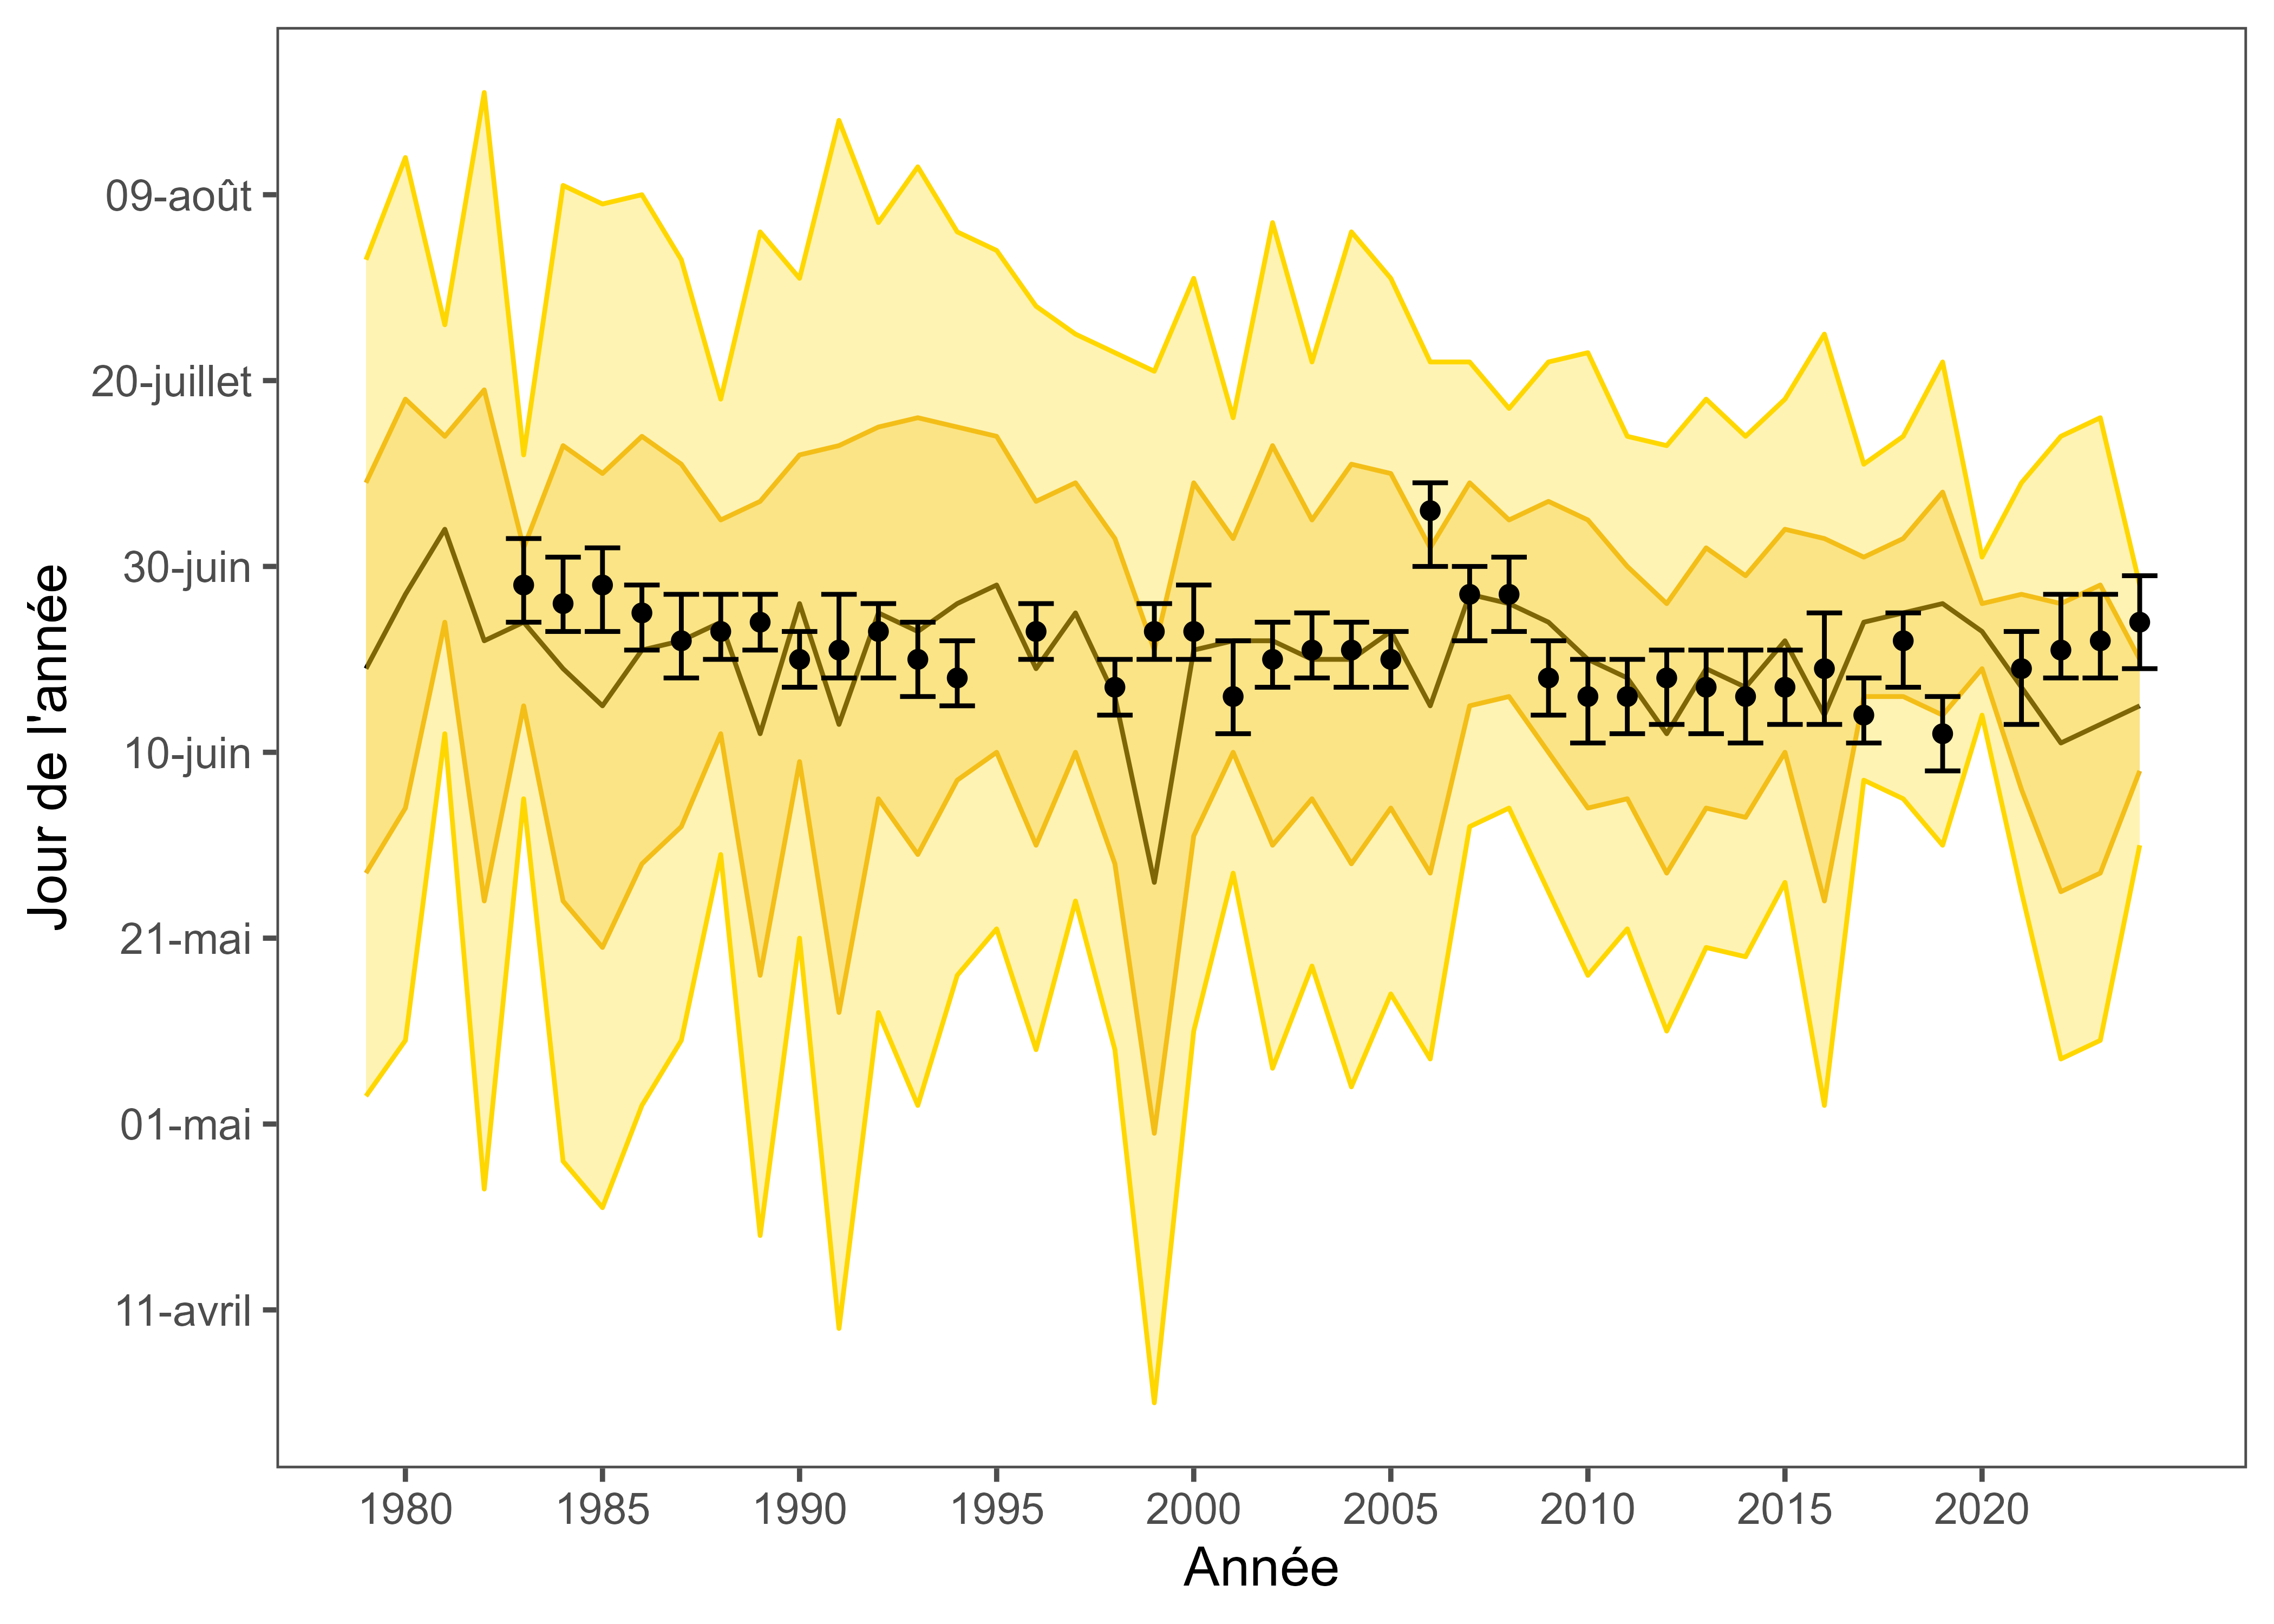 Jour de l'année
09-août
20-juillet
30-juin
10-juin
21-mai
01-mai
11-avril
1980 1985 1990 1995 2000 2005 2010 2015 2020
Année